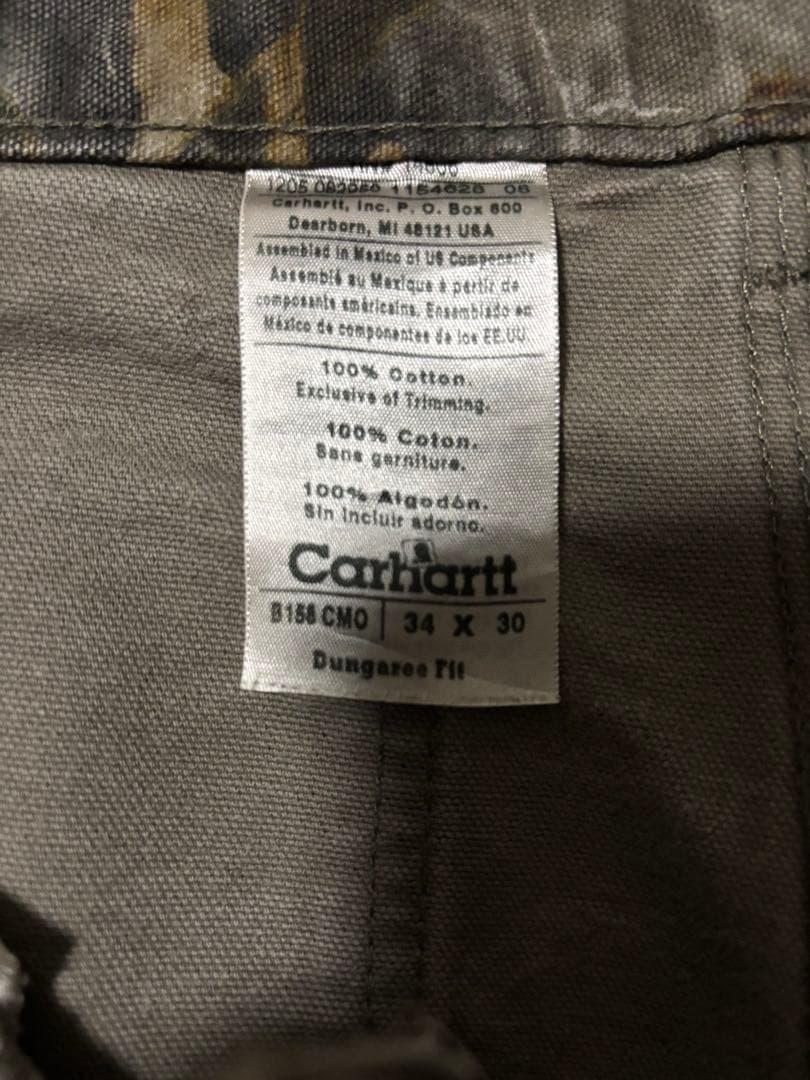 1154628 06
Carhartt, Inc. P. O. Box 600
Dearborn, MI 48121 USA
Assembled in Mexico of US Components
Assemblé au Mexique à partir de
composants américains. Ensamblado en
México de componentes de los EE.UU.
100% Cotton.
Exclusive of Trimming.
100% Coton.
Sans garniture.
100% Algodón.
Sin incluir adorno.
Carhartt
CMO | 34 X 30
Dungaree Fit